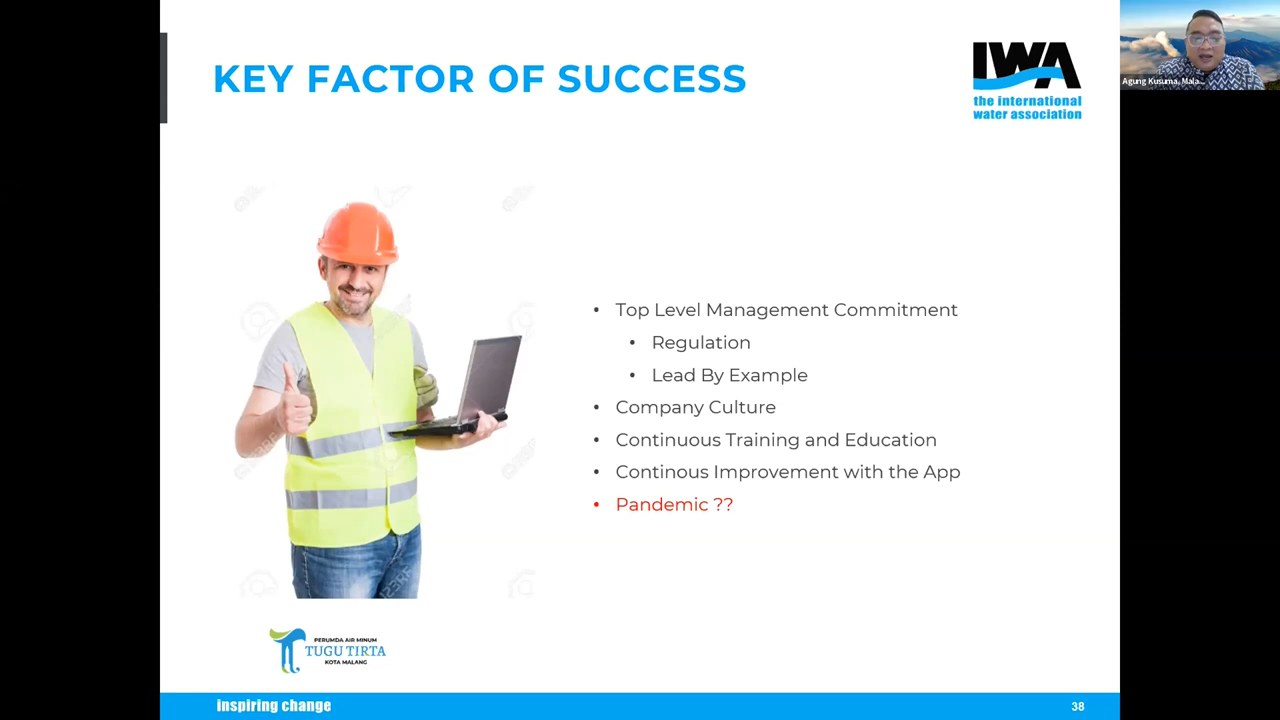 KEY FACTOR OF SUCCESS
IWA
the international
water association
Agung Kusuma, Mala...
• Top Level Management Commitment
• Regulation
• Lead By Example
• Company Culture
• Continuous Training and Education
• Continous Improvement with the App
• Pandemic ??
123RF
PERUMDA AIR MINUM
TUGU TIRTA
KOTA MALANG
inspiring change
38